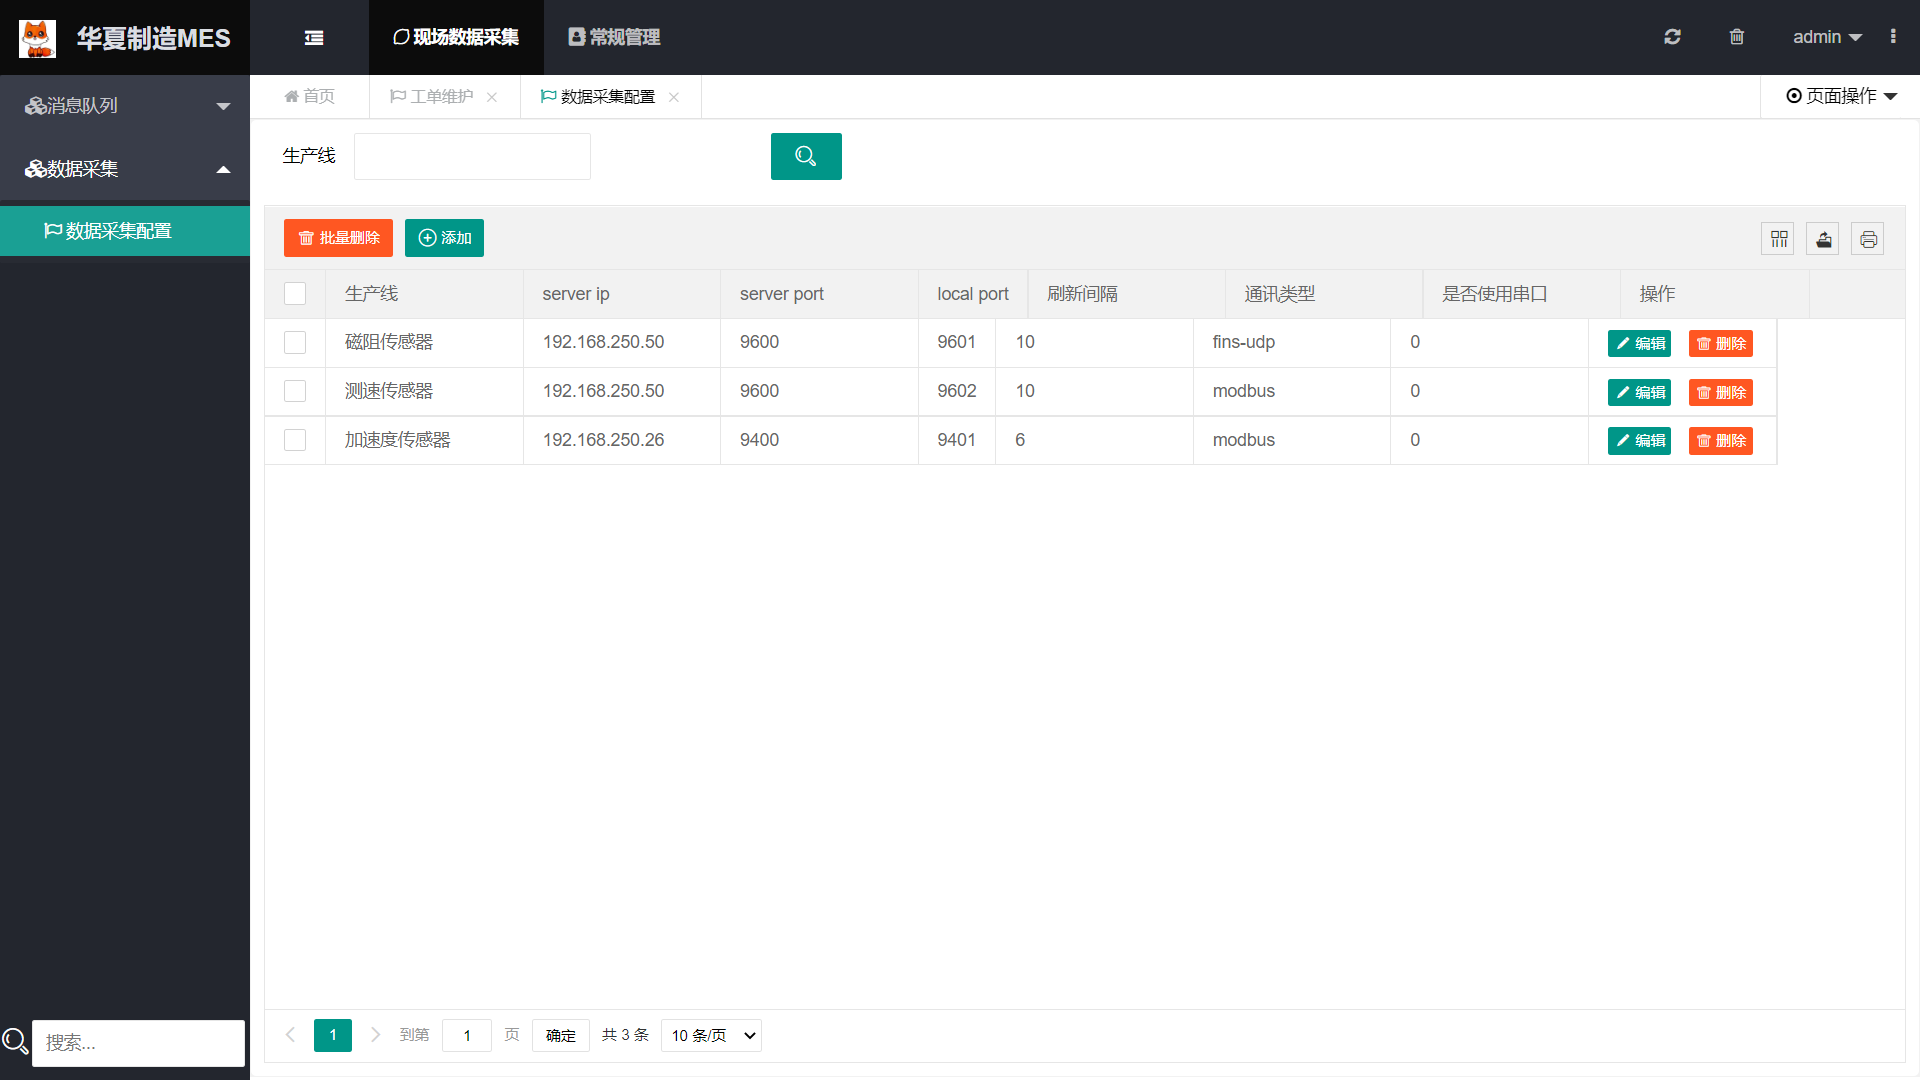 华夏制造MES
现场数据采集
常规管理
admin
消息队列
数据采集
数据采集配置
首页
工单维护
数据采集配置
页面操作
生产线
批量删除
添加
生产线 server ip server port local port 刷新间隔 通讯类型 是否使用串口 操作
磁阻传感器 192.168.250.50 9600 9601 10 fins-udp 0 编辑 删除
测速传感器 192.168.250.50 9600 9602 10 modbus 0 编辑 删除
加速度传感器 192.168.250.26 9400 9401 6 modbus 0 编辑 删除
1 到第 1 页 确定 共 3 条 10 条/页
搜索...